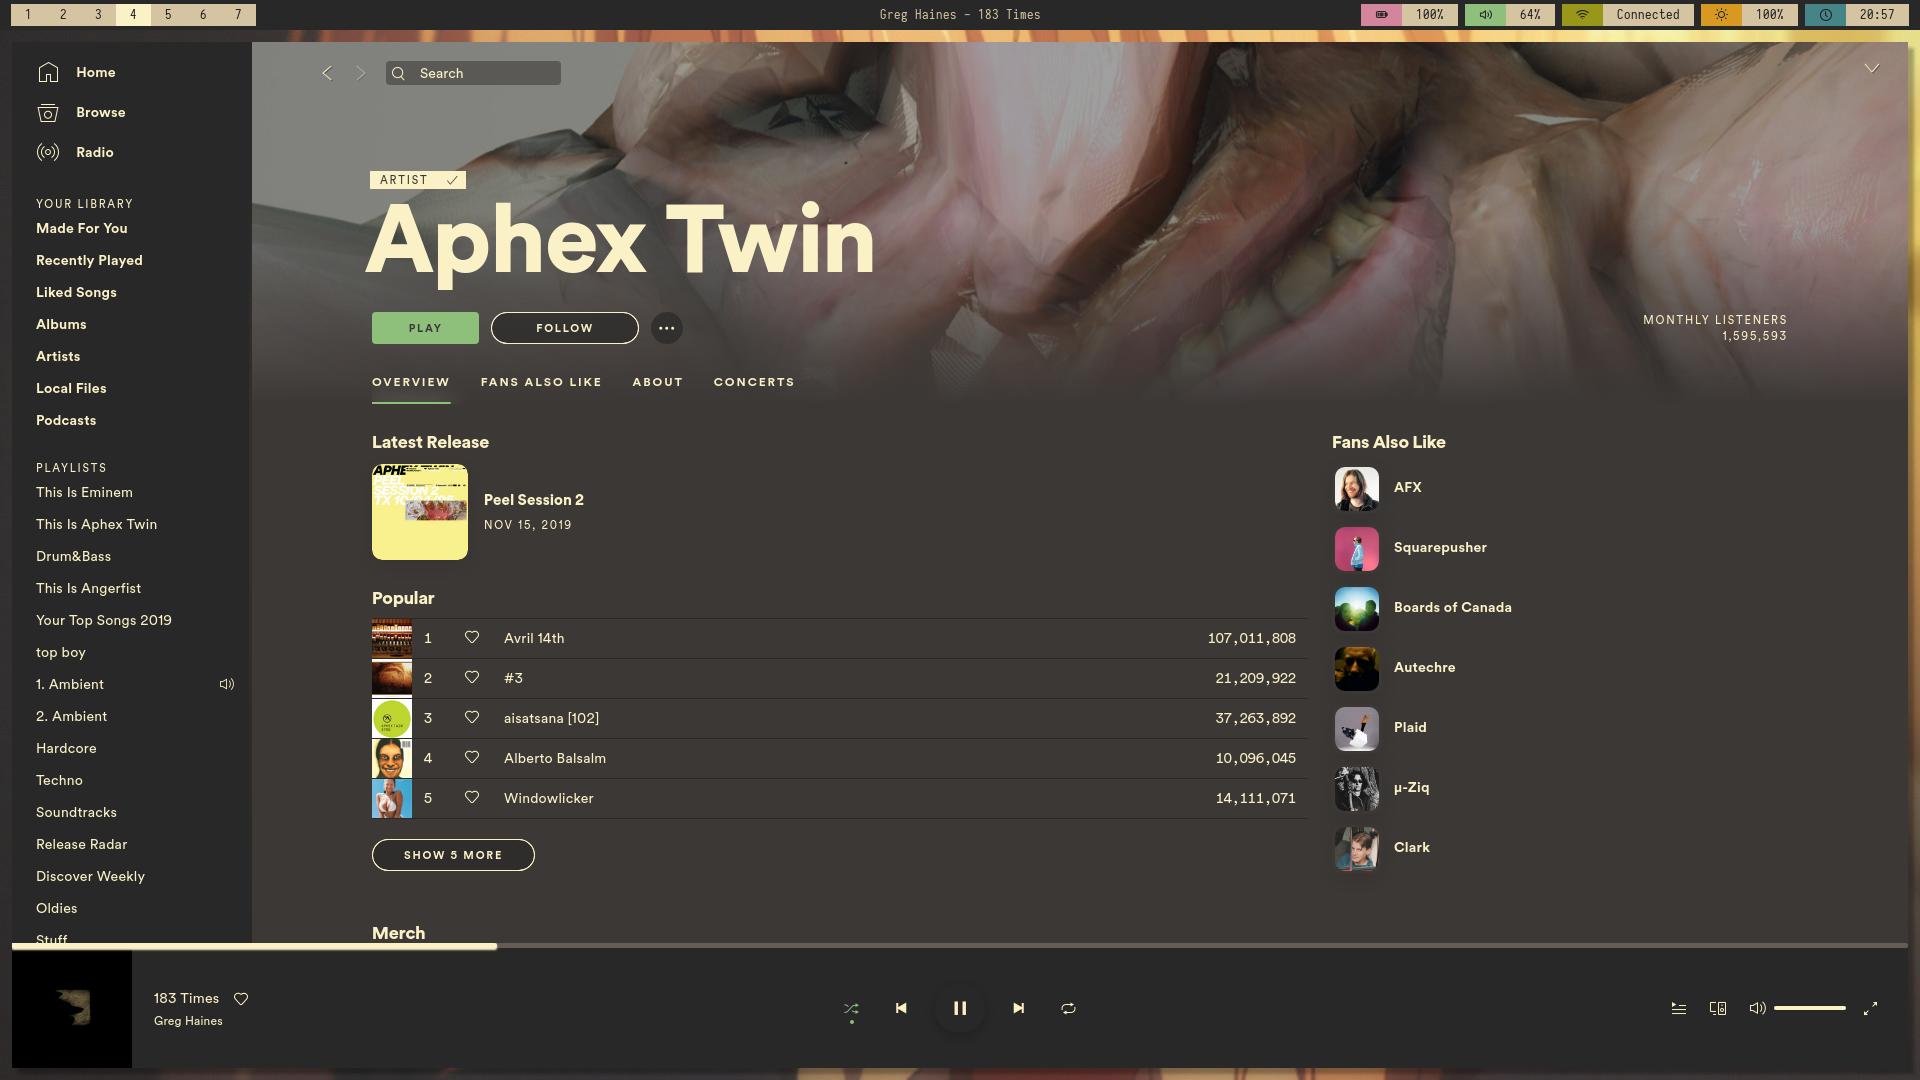 1 2 3 4 5 6 7
Greg Haines – 183 Times
100% 64% Connected 100% 20:57
Home
Browse
Radio
YOUR LIBRARY
Made For You
Recently Played
Liked Songs
Albums
Artists
Local Files
Podcasts
PLAYLISTS
This Is Eminem
This Is Aphex Twin
Drum&Bass
This Is Angerfist
Your Top Songs 2019
top boy
1. Ambient
2. Ambient
Hardcore
Techno
Soundtracks
Release Radar
Discover Weekly
Oldies
Stuff
Search
ARTIST
Aphex Twin
PLAY FOLLOW
MONTHLY LISTENERS
1,595,593
OVERVIEW FANS ALSO LIKE ABOUT CONCERTS
Latest Release
APHEX TWIN
PEEL
SESSION 2
Peel Session 2
NOV 15, 2019
Popular
1 Avril 14th 107,011,808
2 #3 21,209,922
3 aisatsana [102] 37,263,892
4 Alberto Balsalm 10,096,045
5 Windowlicker 14,111,071
SHOW 5 MORE
Merch
Fans Also Like
AFX
Squarepusher
Boards of Canada
Autechre
Plaid
µ-Ziq
Clark
183 Times
Greg Haines